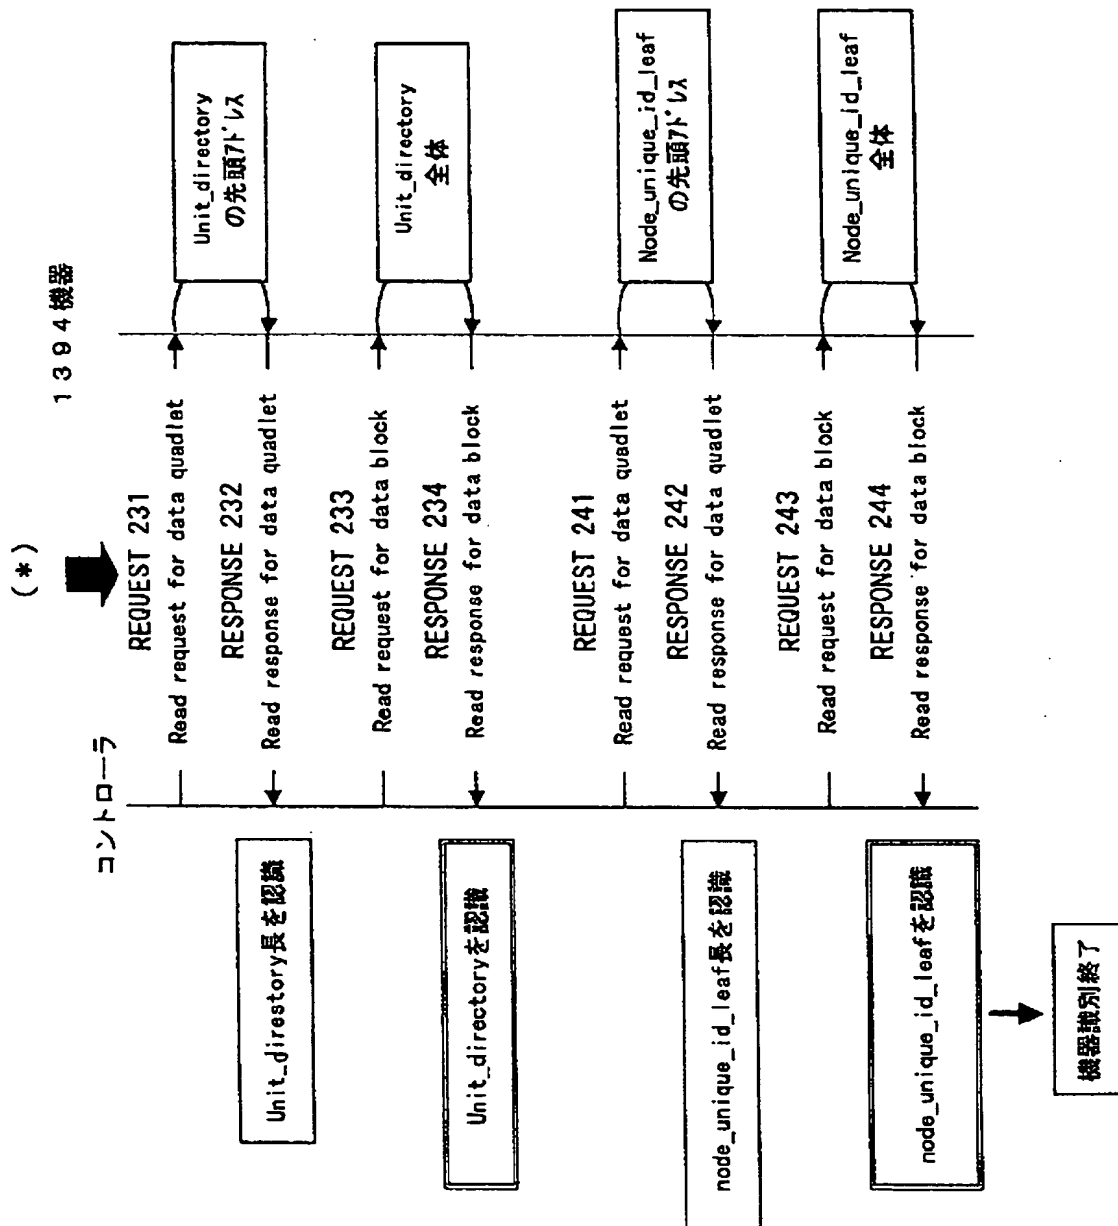 (*)
コントローラ
1394機器
REQUEST 231
Read request for data quadlet
Unit_directory
の先頭アドレス
RESPONSE 232
Read response for data quadlet
Unit_direstory長を認識
REQUEST 233
Read request for data block
Unit_directory
全体
RESPONSE 234
Read response for data block
Unit_directoryを認識
REQUEST 241
Read request for data quadlet
Node_unique_id_leaf
の先頭アドレス
RESPONSE 242
Read response for data quadlet
node_unique_id_leaf長を認識
REQUEST 243
Read request for data block
Node_unique_id_leaf
全体
RESPONSE 244
Read response for data block
node_unique_id_leafを認識
機器識別終了